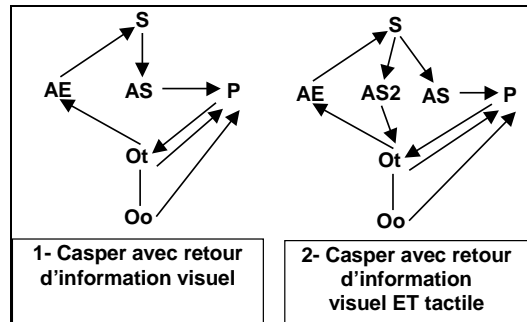 S
AE
AS
P
Ot
Oo
1- Casper avec retour
d'information visuel
S
AE
AS2
AS
P
Ot
Oo
2- Casper avec retour
d'information
visuel ET tactile